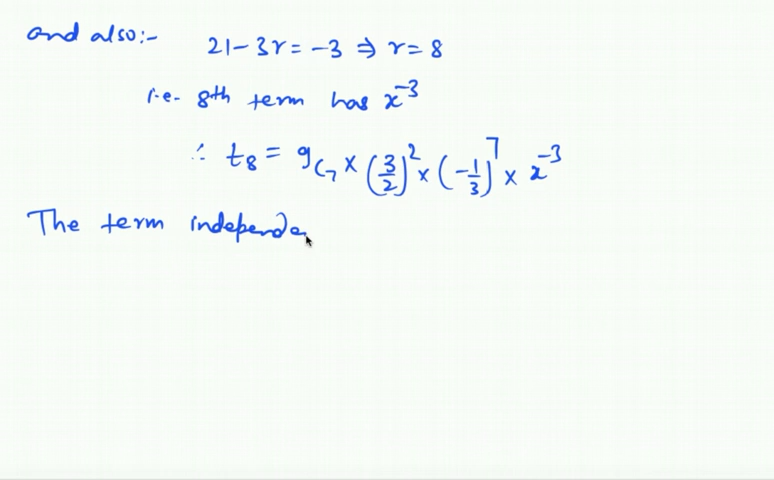 and also:- 21-3r = -3 ⇒ r = 8
i.e. 8th term has x⁻³
∴ t₈ = 9C₇ × (3/2)² × (-1/3)⁷ × x⁻³
The term independe